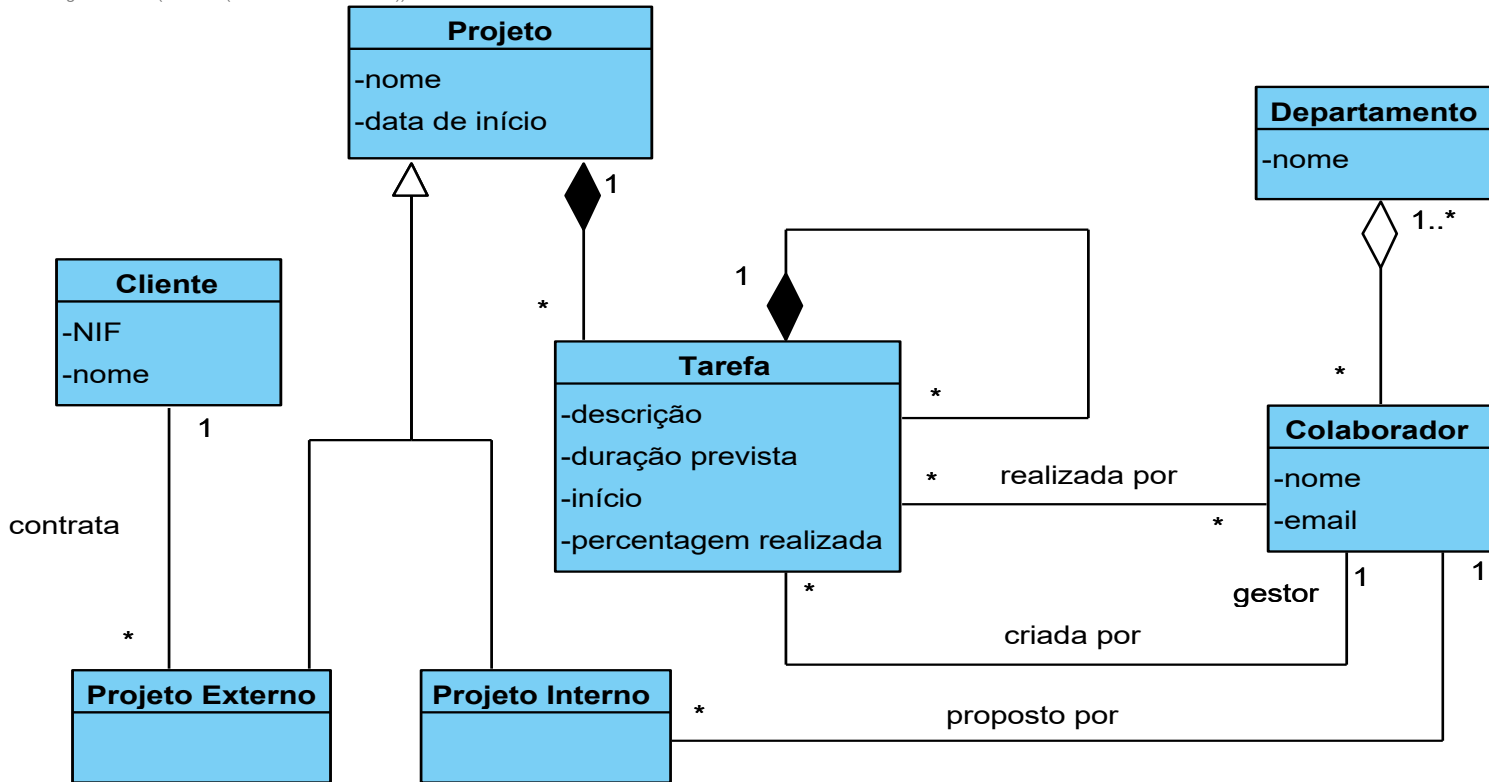 Projeto
-nome
-data de início
Departamento
-nome
1
1..*
Cliente
-NIF
-nome
1
*
1
Tarefa
-descrição
-duração prevista
-início
-percentagem realizada
*
*
Colaborador
-nome
-email
* realizada por *
contrata
* 1 1
gestor
criada por
*
Projeto Externo
Projeto Interno
* proposto por